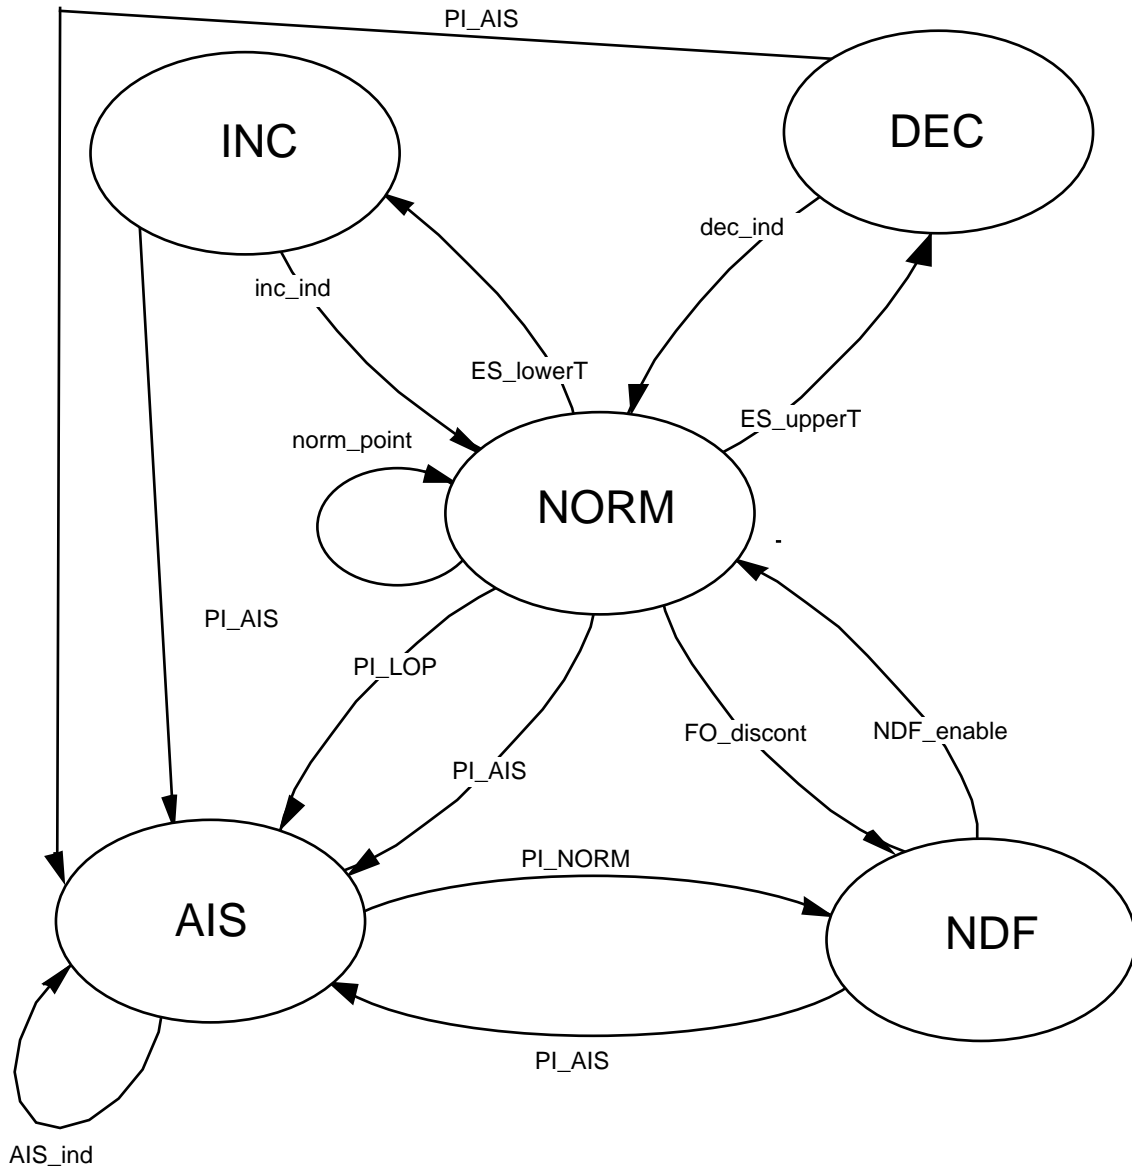 PI_AIS
INC
DEC
dec_ind
inc_ind
ES_lowerT
ES_upperT
norm_point
NORM
-
PI_AIS
PI_LOP
FO_discont
NDF_enable
PI_AIS
PI_NORM
AIS
NDF
PI_AIS
AIS_ind